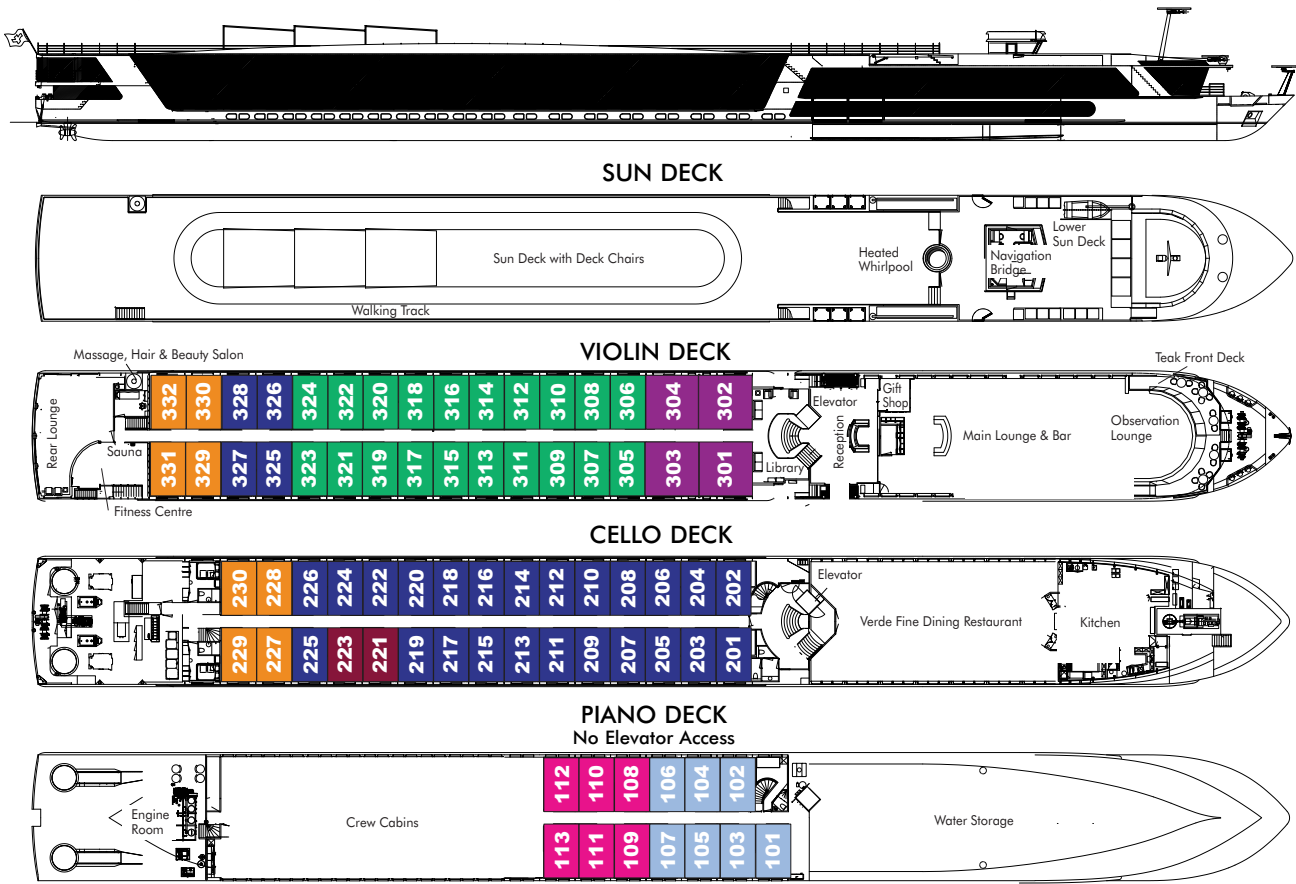 SUN DECK
Sun Deck with Deck Chairs
Walking Track
Heated
Whirlpool
Navigation
Bridge
Lower
Sun Deck
VIOLIN DECK
Massage, Hair & Beauty Salon
Teak Front Deck
Rear Lounge
Sauna
Fitness Centre
332 330 328 326 324 322 320 318 316 314 312 310 308 306 304 302
331 329 327 325 323 321 319 317 315 313 311 309 307 305 303 301
Library
Elevator
Reception
Gift
Shop
Main Lounge & Bar
Observation
Lounge
CELLO DECK
230 228 226 224 222 220 218 216 214 212 210 208 206 204 202
229 227 225 223 221 219 217 215 213 211 209 207 205 203 201
Elevator
Verde Fine Dining Restaurant
Kitchen
PIANO DECK
No Elevator Access
Engine
Room
Crew Cabins
112 110 108 106 104 102
113 111 109 107 105 103 101
Water Storage